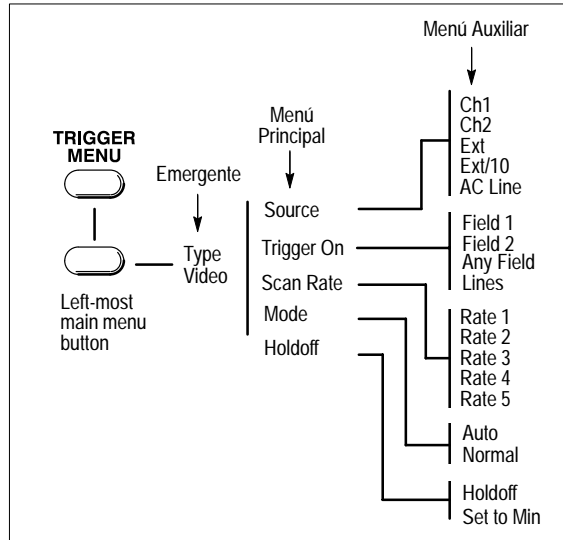 Menú Auxiliar
Menú
Principal
Emergente
TRIGGER
MENU
Left-most
main menu
button
Type
Video
Source
Trigger On
Scan Rate
Mode
Holdoff
Ch1
Ch2
Ext
Ext/10
AC Line
Field 1
Field 2
Any Field
Lines
Rate 1
Rate 2
Rate 3
Rate 4
Rate 5
Auto
Normal
Holdoff
Set to Min